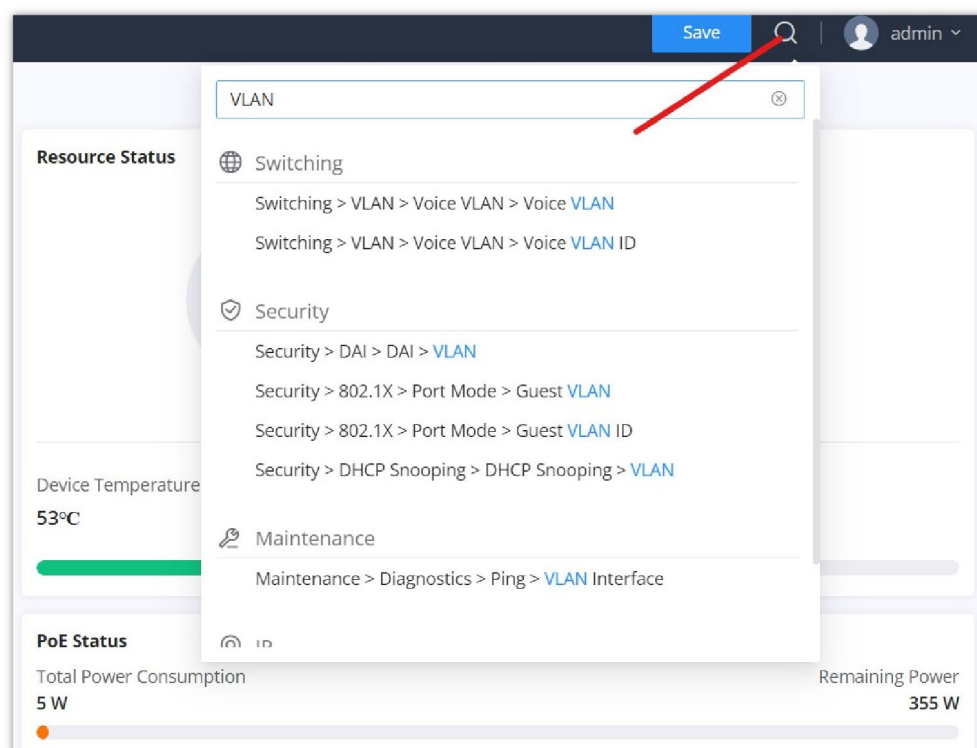 Save
admin
VLAN
Resource Status
Switching
Switching > VLAN > Voice VLAN > Voice VLAN
Switching > VLAN > Voice VLAN > Voice VLAN ID
Security
Security > DAI > DAI > VLAN
Security > 802.1X > Port Mode > Guest VLAN
Security > 802.1X > Port Mode > Guest VLAN ID
Security > DHCP Snooping > DHCP Snooping > VLAN
Device Temperature
53°C
Maintenance
Maintenance > Diagnostics > Ping > VLAN Interface
IP
PoE Status
Total Power Consumption
Remaining Power
5 W
355 W